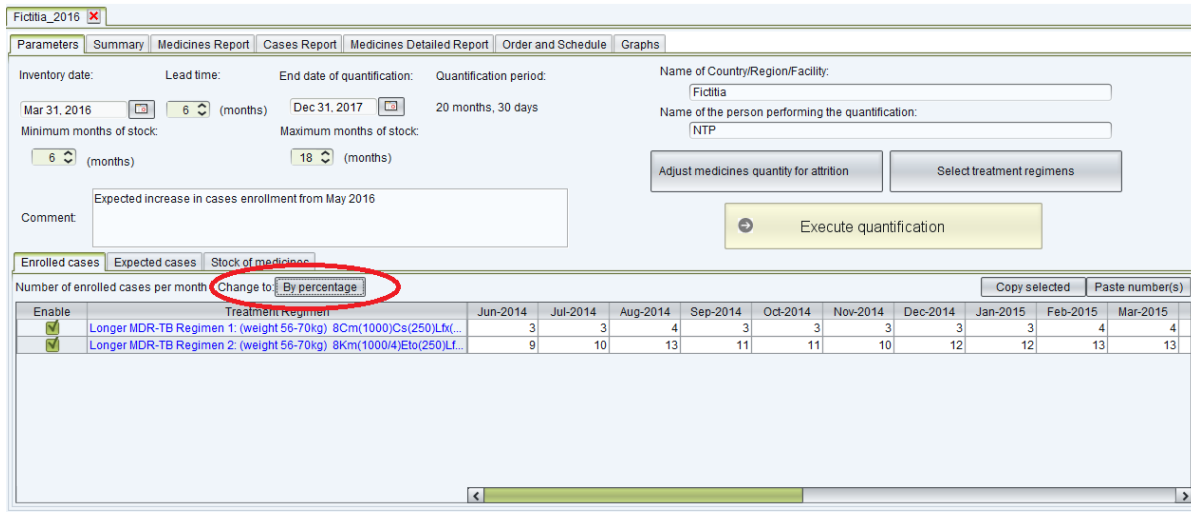 Fictitia_2016
Parameters Summary Medicines Report Cases Report Medicines Detailed Report Order and Schedule Graphs
Inventory date: Lead time: End date of quantification: Quantification period: Name of Country/Region/Facility:
Fictitia
Mar 31, 2016 6 (months) Dec 31, 2017 20 months, 30 days
Name of the person performing the quantification:
Minimum months of stock: Maximum months of stock:
NTP
6 (months) 18 (months)
Adjust medicines quantity for attrition Select treatment regimens
Expected increase in cases enrollment from May 2016
Comment:
Execute quantification
Enrolled cases Expected cases Stock of medicines
Number of enrolled cases per month Change to: By percentage Copy selected Paste number(s)
Enable Treatment Regimen Jun-2014 Jul-2014 Aug-2014 Sep-2014 Oct-2014 Nov-2014 Dec-2014 Jan-2015 Feb-2015 Mar-2015
Longer MDR-TB Regimen 1: (weight 56-70kg) 8Cm(1000)Cs(250)Lfx(... 3 3 4 3 3 3 3 3 4 4
Longer MDR-TB Regimen 2: (weight 56-70kg) 8Km(1000/4)Eto(250)Lf... 9 10 13 11 11 10 12 12 13 13